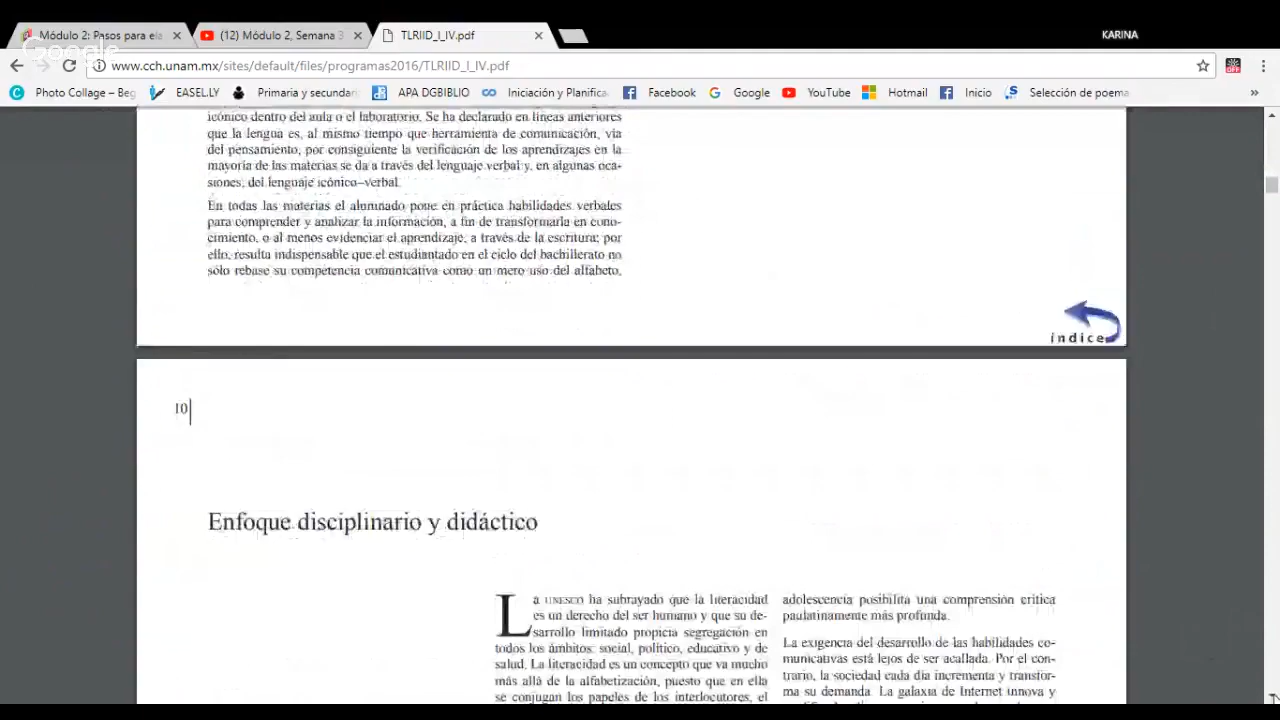 Módulo 2: Pasos para ela
(12) Módulo 2, Semana 3
TLRIID_I_IV.pdf
KARINA
Google
www.cch.unam.mx/sites/default/files/programas2016/TLRIID_I_IV.pdf
OFF
Photo Collage – Beg
EASEL.LY
Primaria y secundar
APA DGBIBLIO
Iniciación y Planifica
Facebook
Google
YouTube
Hotmail
Inicio
Selección de poema
»
icónico dentro del aula o el laboratorio. Se ha declarado en líneas anteriores
que la lengua es, al mismo tiempo que herramienta de comunicación, vía
del pensamiento, por consiguiente la verificación de los aprendizajes en la
mayoría de las materias se da a través del lenguaje verbal y, en algunas oca-
siones, del lenguaje icónico–verbal.
En todas las materias el alumnado pone en práctica habilidades verbales
para comprender y analizar la información, a fin de transformarla en cono-
cimiento, o al menos evidenciar el aprendizaje, a través de la escritura; por
ello, resulta indispensable que el estudiantado en el ciclo del bachillerato no
sólo rebase su competencia comunicativa como un mero uso del alfabeto,
índice
10
Enfoque disciplinario y didáctico
La UNESCO ha subrayado que la literacidad
es un derecho del ser humano y que su de-
sarrollo limitado propicia segregación en
todos los ámbitos: social, político, educativo y de
salud. La literacidad es un concepto que va mucho
más allá de la alfabetización, puesto que en ella
se conjugan los papeles de los interlocutores, el
adolescencia posibilita una comprensión crítica
paulatinamente más profunda.
La exigencia del desarrollo de las habilidades co-
municativas está lejos de ser acallada. Por el con-
trario, la sociedad cada día incrementa y transfor-
ma su demanda. La galaxia de Internet innova y